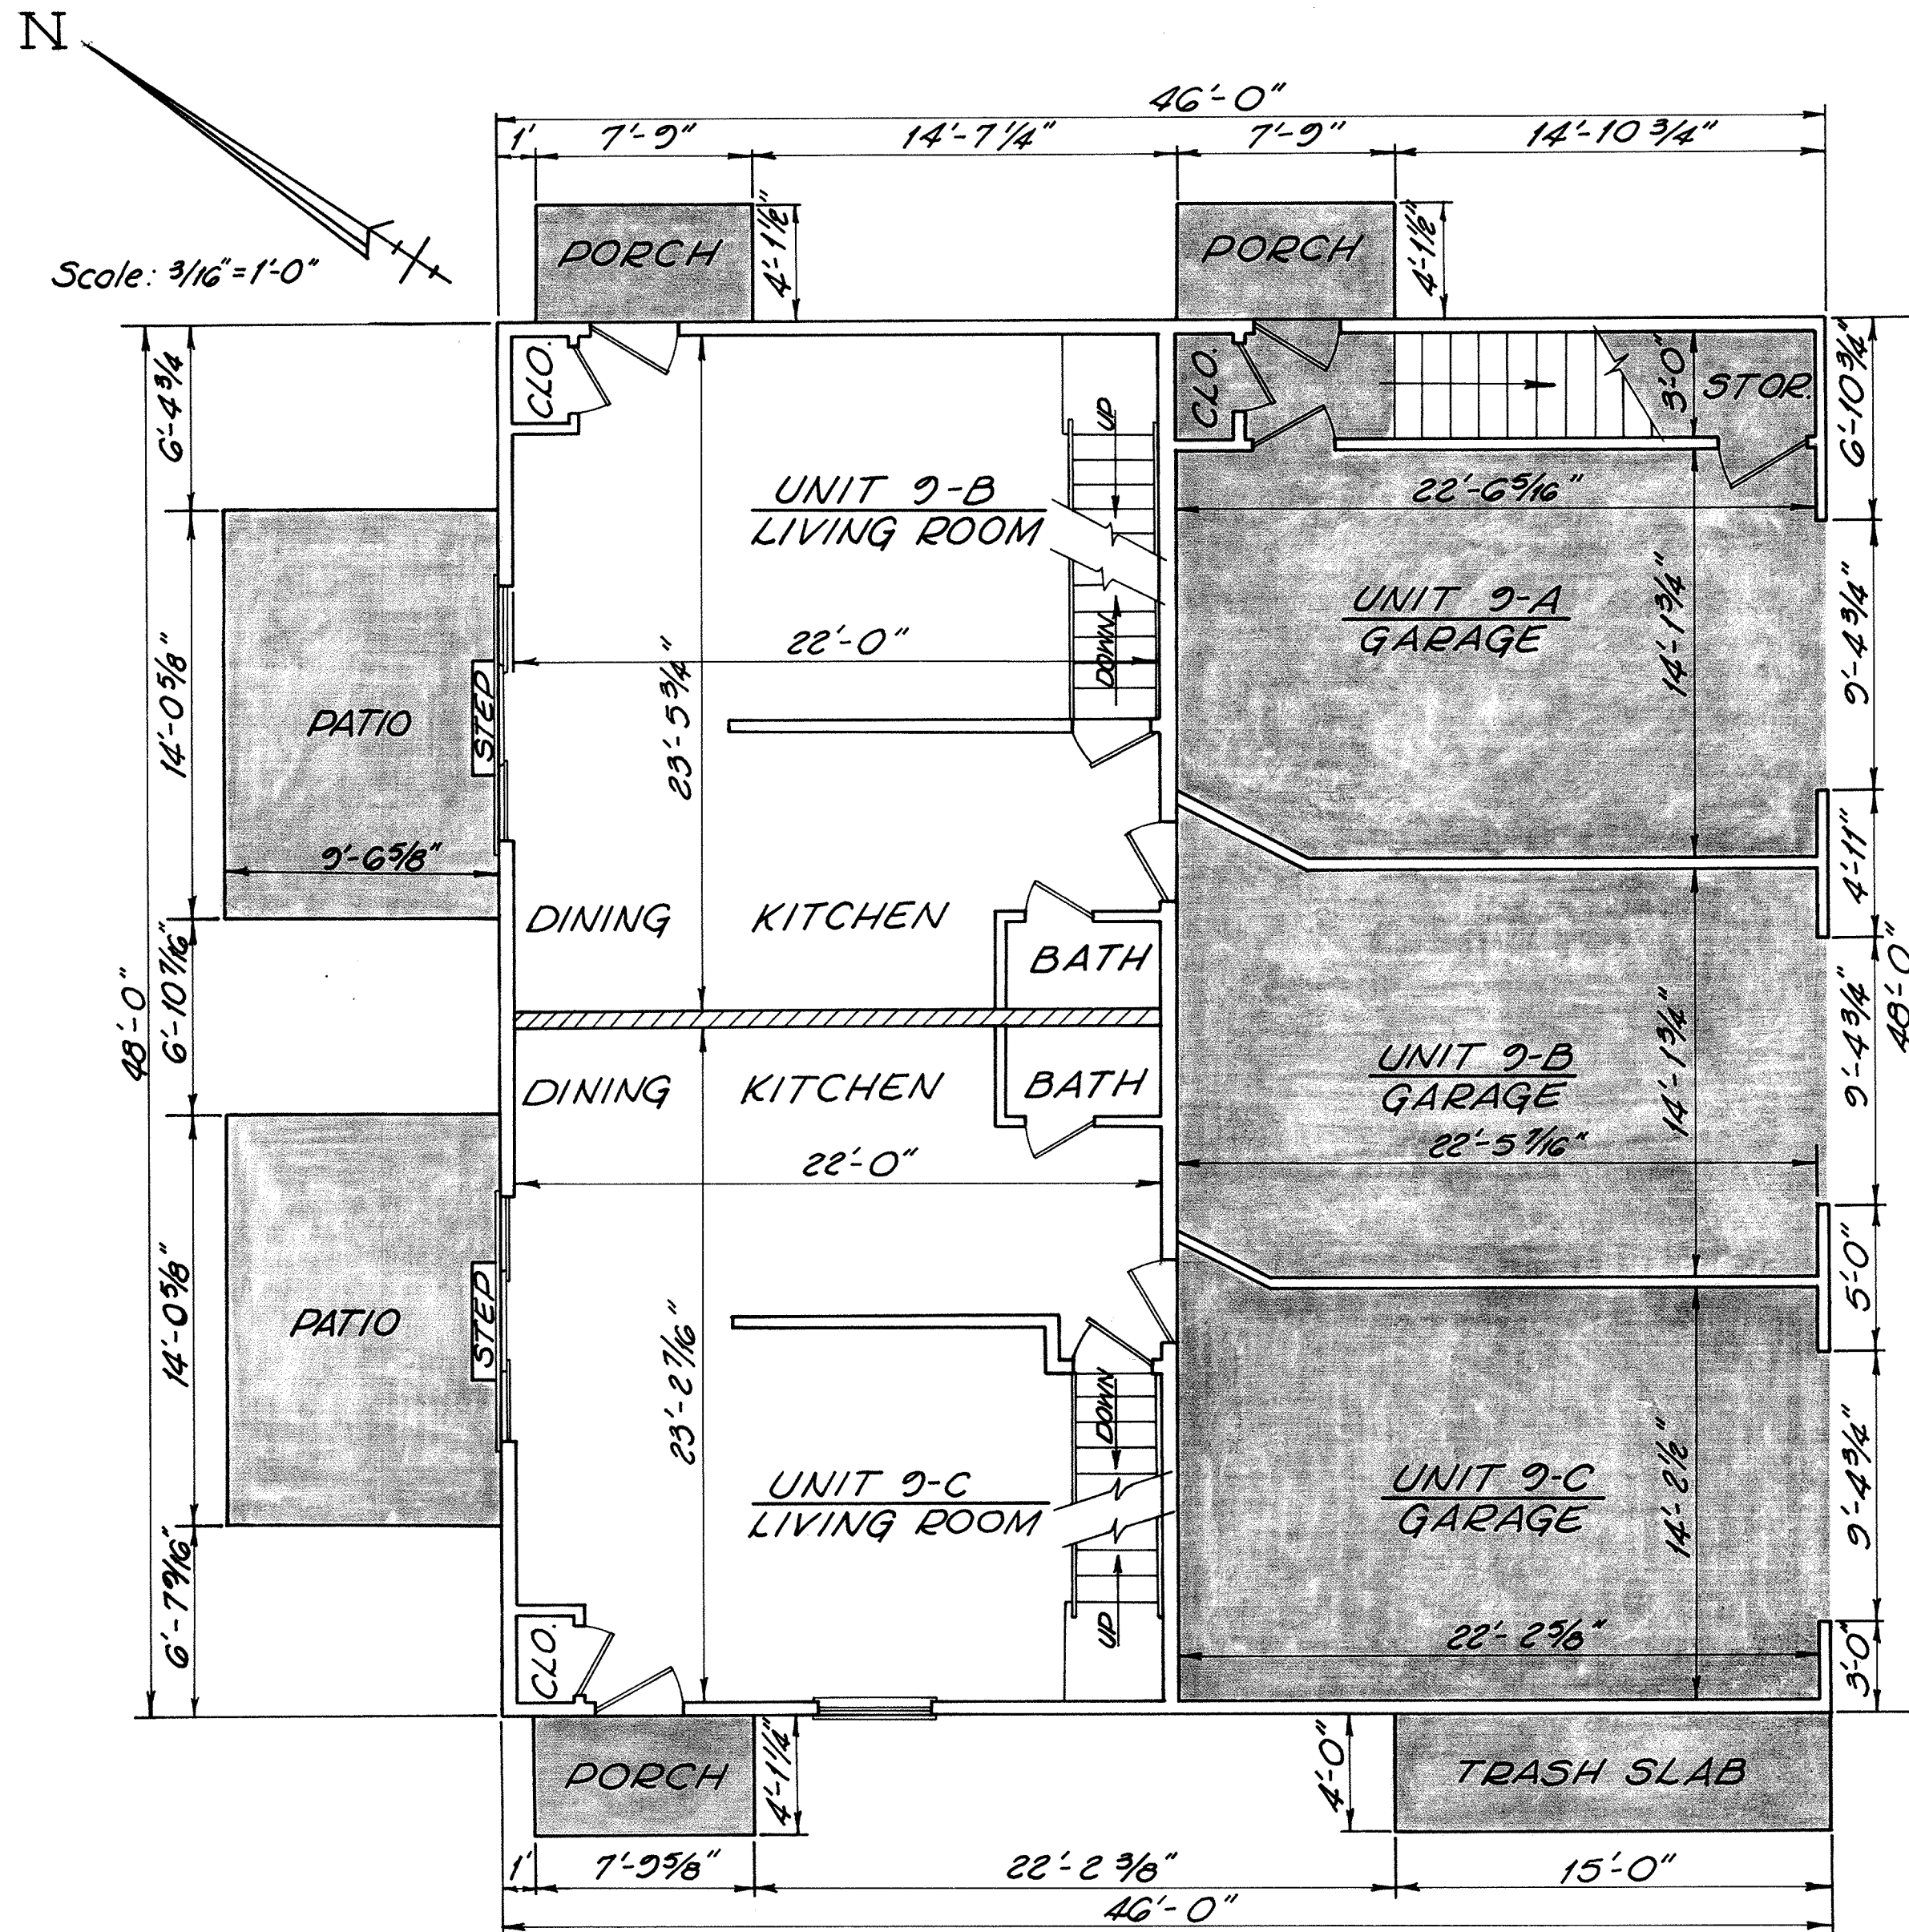 N
Scale: 3/16"=1'-0"
46'-0"
1' 7'-9" 14'-7 1/4" 7'-9" 14'-10 3/4"
PORCH 4'-1 1/2" PORCH 4'-1 1/2"
6'-4 3/4
CLO.
UP
CLO.
3'-0"
STOR.
6'-10 3/4"
UNIT 9-B
LIVING ROOM
22'-6 5/16"
UNIT 9-A
GARAGE
14'-1 3/4"
9'-4 3/4"
14'-0 5/8"
PATIO
STEP
22'-0"
23'-5 3/4"
DOWN
9'-6 5/8"
4'-11"
DINING KITCHEN
BATH
48'-0"
6'-10 7/16"
48'-0"
DINING KITCHEN BATH
22'-0"
UNIT 9-B
GARAGE
22'-5 7/16"
14'-1 3/4"
9'-4 3/4"
14'-0 5/8"
PATIO
STEP
23'-2 7/16"
DOWN
5'-0"
UNIT 9-C
LIVING ROOM
UNIT 9-C
GARAGE
14'-2 1/2"
9'-4 3/4"
6'-7 9/16"
CLO.
UP
22'-2 5/8"
3'-0"
PORCH 4'-1 1/4" 4'-0" TRASH SLAB
1' 7'-9 5/8" 22'-2 3/8" 15'-0"
46'-0"